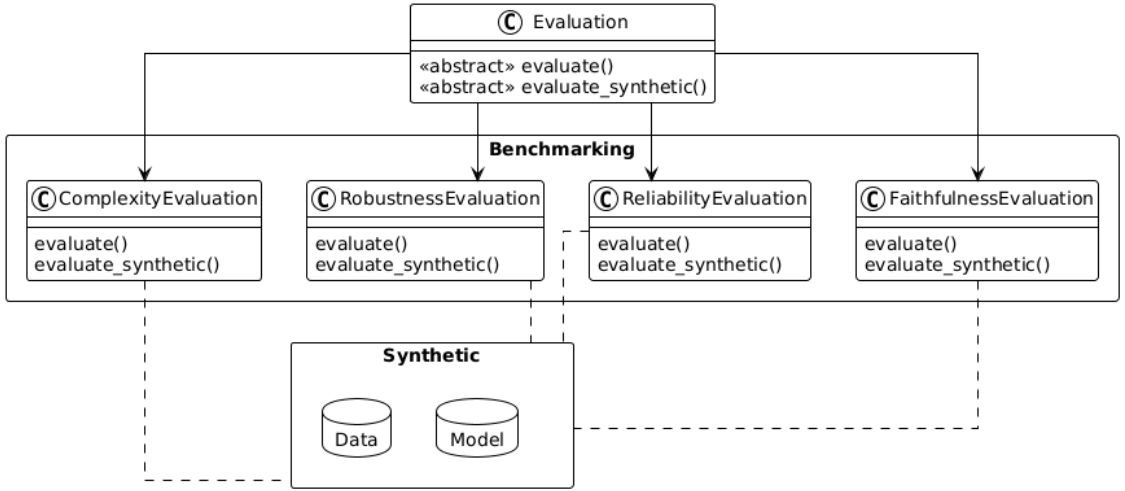 C Evaluation
«abstract» evaluate()
«abstract» evaluate_synthetic()
Benchmarking
C ComplexityEvaluation
evaluate()
evaluate_synthetic()
C RobustnessEvaluation
evaluate()
evaluate_synthetic()
C ReliabilityEvaluation
evaluate()
evaluate_synthetic()
C FaithfulnessEvaluation
evaluate()
evaluate_synthetic()
Synthetic
Data
Model